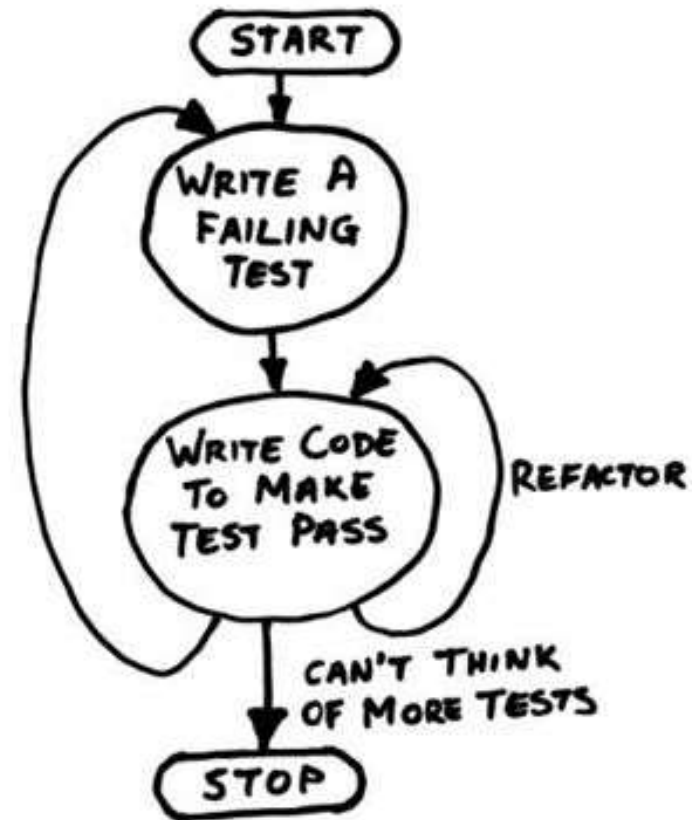 START
WRITE A
FAILING
TEST
WRITE CODE
TO MAKE
TEST PASS
REFACTOR
CAN'T THINK
OF MORE TESTS
STOP